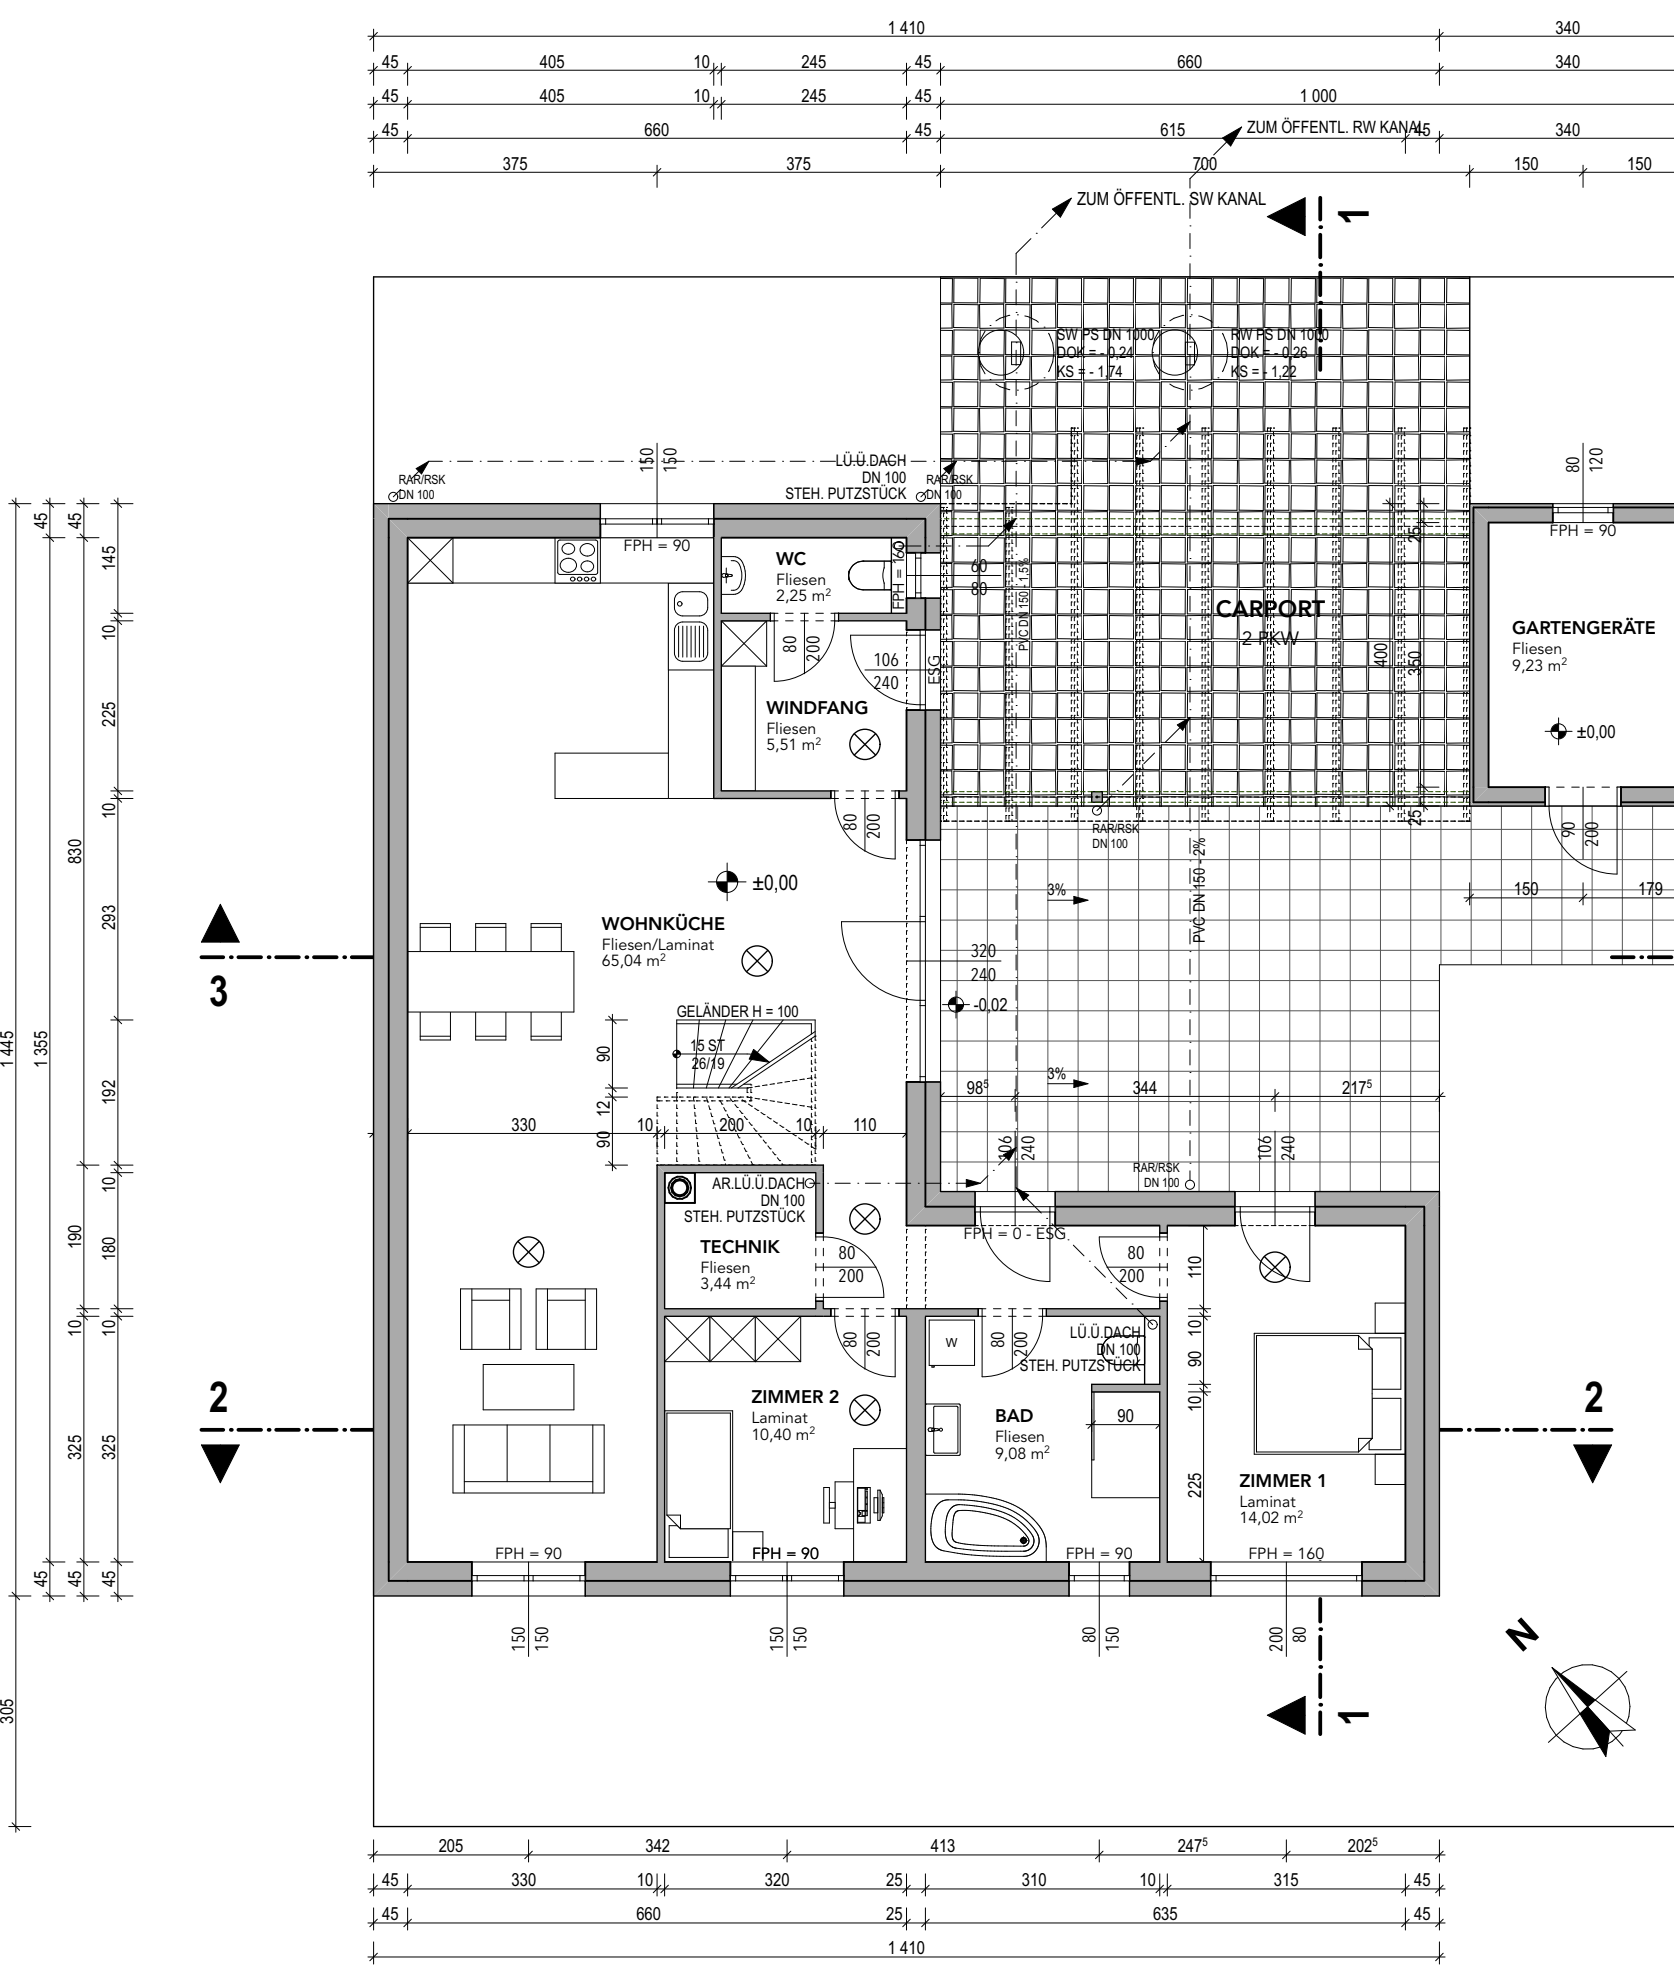 1 410
340
45
405
10
245
45
660
340
45
405
10
245
45
1 000
45
660
45
615
45
340
ZUM ÖFFENTL. RW KANAL
375
375
700
150
150
ZUM ÖFFENTL. SW KANAL
1
SW PS DN 1000
DOK = - 0,24
KS = - 1,74
RW PS DN 1000
DOK = - 0,26
KS = - 1,22
150
150
LÜ.Ü.DACH
DN 100
STEH. PUTZSTÜCK
RAR/RSK
DN 100
RAR/RSK
DN 100
80
120
FPH = 90
FPH = 90
WC
Fliesen
2,25 m²
FPH = 160
60
80
PVC DN 150 - 1,5%
CARPORT
2 PKW
25
400
350
25
GARTENGERÄTE
Fliesen
9,23 m²
±0,00
80
200
106
240
ESG
WINDFANG
Fliesen
5,51 m²
80
200
RAR/RSK
DN 100
PVC DN 150 - 2%
90
200
150
179
±0,00
3%
WOHNKÜCHE
Fliesen/Laminat
65,04 m²
320
240
-0,02
3
GELÄNDER H = 100
15 ST
26/19
90
12
90
3%
98⁵
344
217⁵
330
10
200
10
110
106
240
106
240
RAR/RSK
DN 100
AR.LÜ.Ü.DACH
DN 100
STEH. PUTZSTÜCK
TECHNIK
Fliesen
3,44 m²
80
200
FPH = 0 - ESG
80
200
110
10
90
10
225
80
200
W
80
200
LÜ.Ü.DACH
DN 100
STEH. PUTZSTÜCK
90
2
2
ZIMMER 2
Laminat
10,40 m²
BAD
Fliesen
9,08 m²
ZIMMER 1
Laminat
14,02 m²
FPH = 90
FPH = 90
FPH = 90
FPH = 160
150
150
150
150
80
150
200
80
1
N
1 445
305
45
1 355
45
45
830
10
190
10
325
45
45
145
10
225
10
293
192
10
180
10
325
45
205
342
413
247⁵
202⁵
45
330
10
320
25
310
10
315
45
45
660
25
635
45
1 410